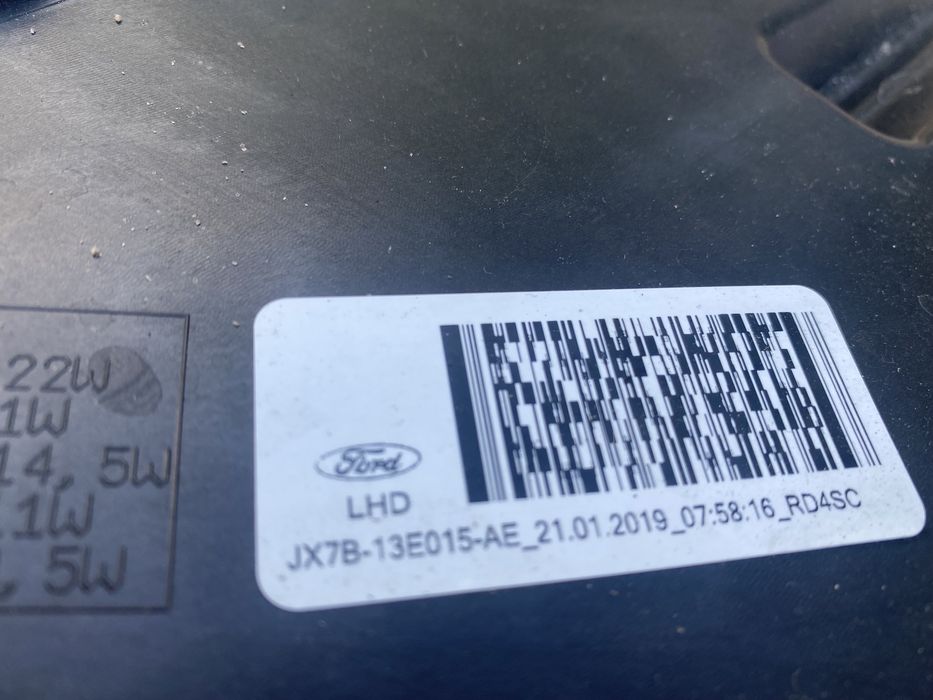 22W
1W
14, 5W
1W
, 5W
Ford
LHD
JX7B-13E015-AE_21.01.2019_07:58:16_RD4SC